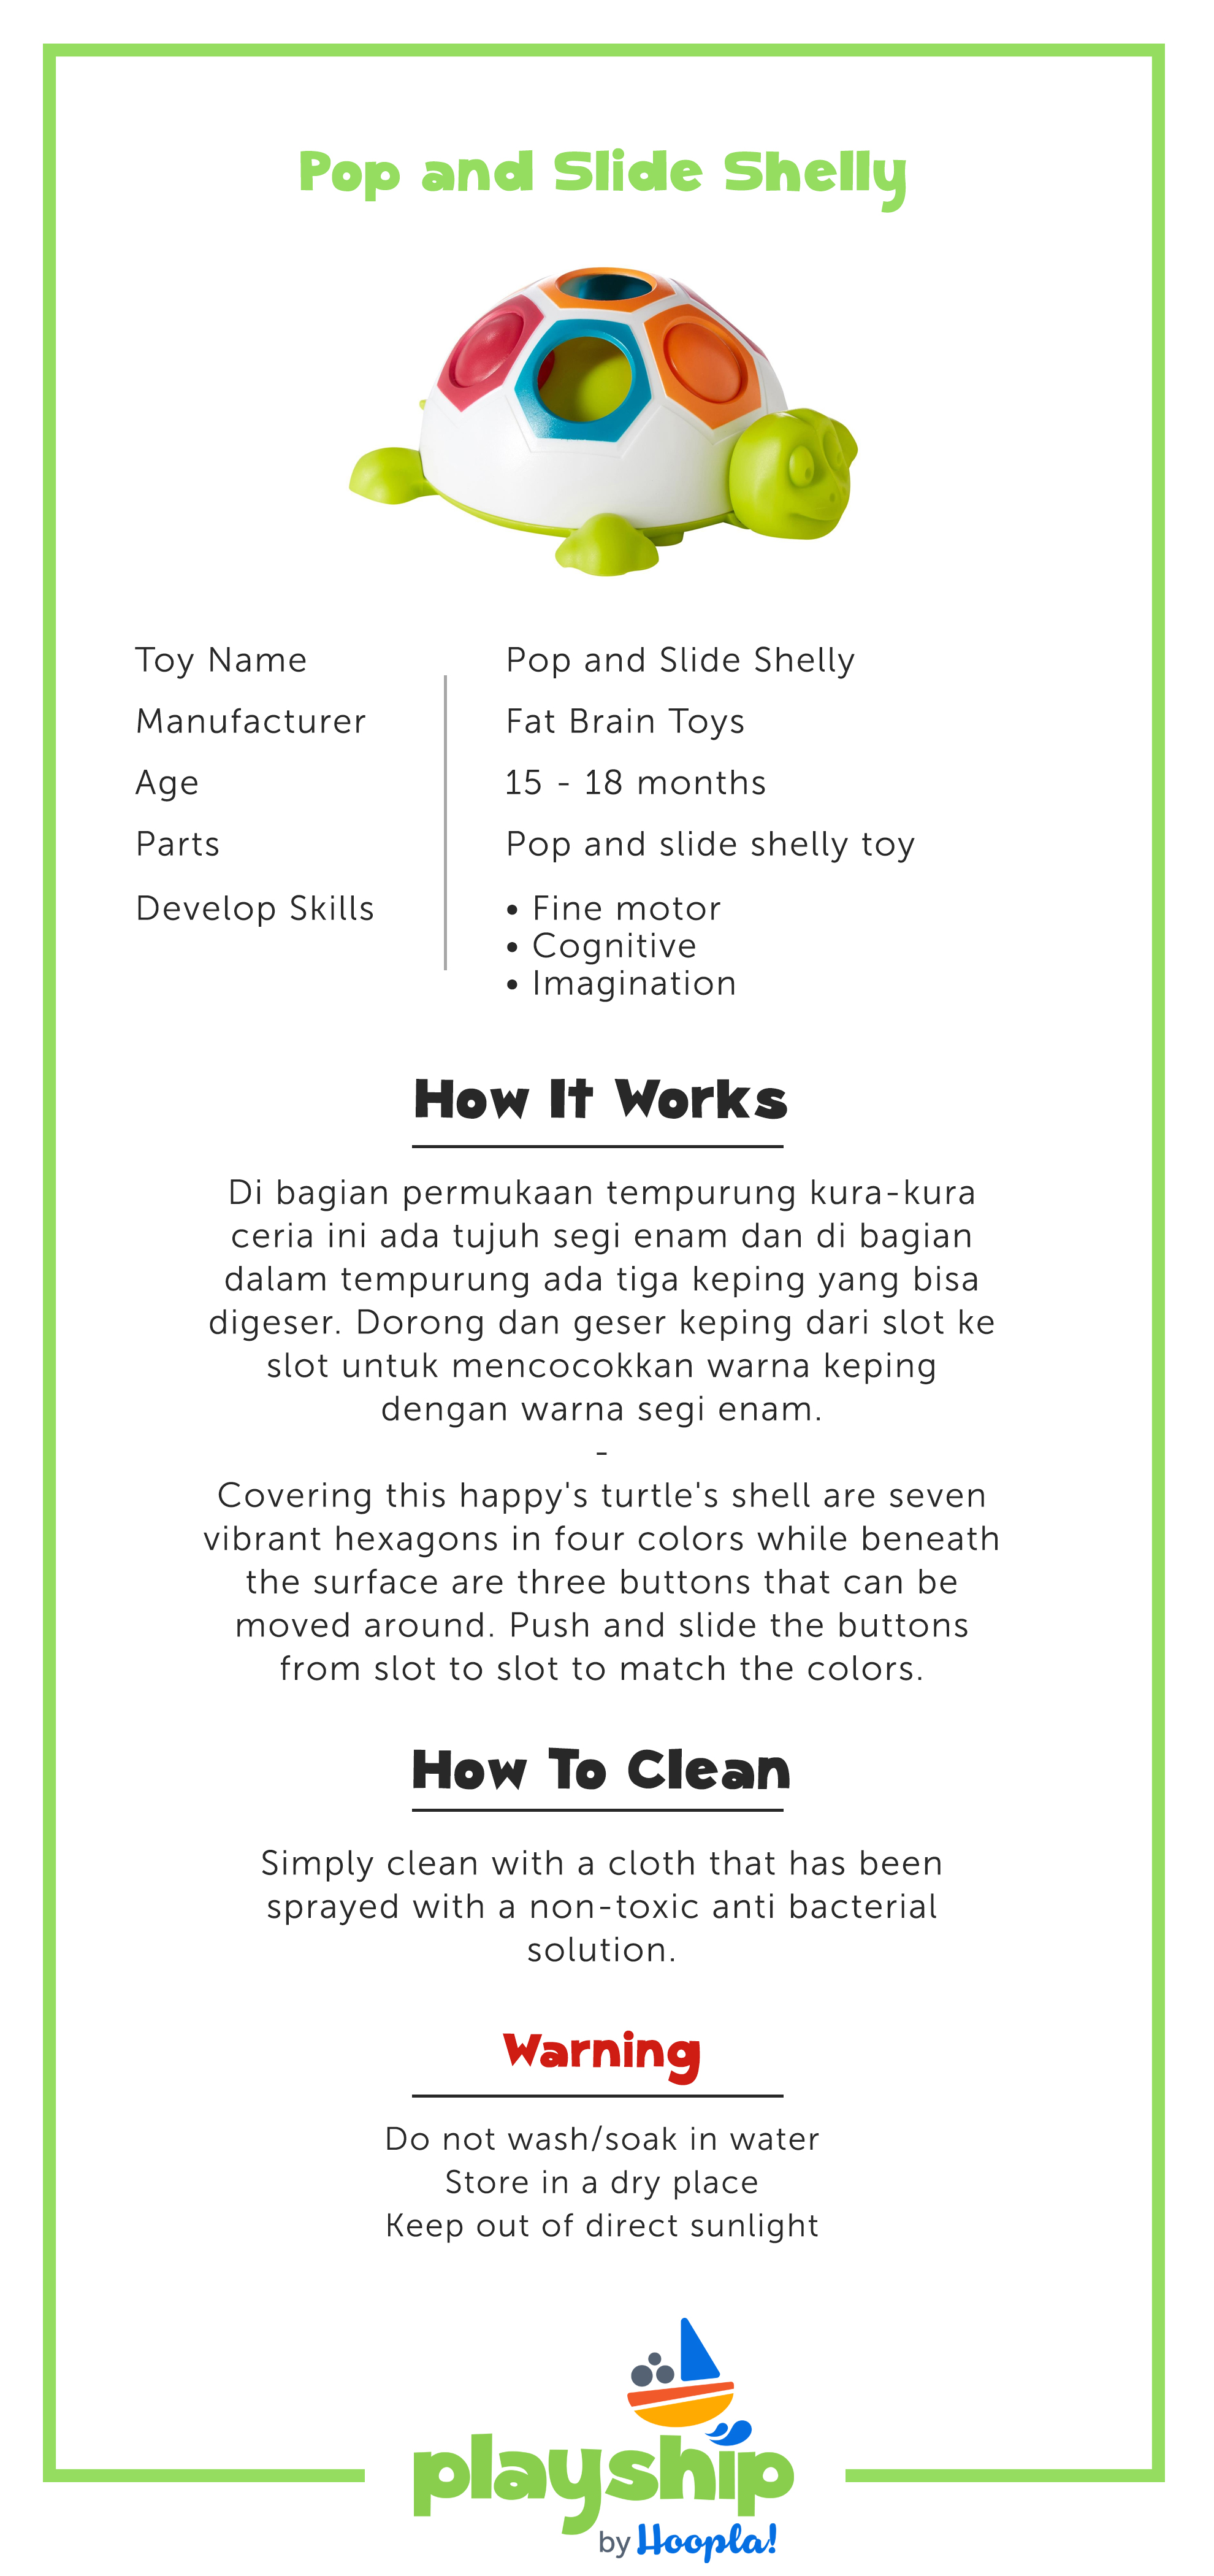 Pop and Slide Shelly
Toy Name
Pop and Slide Shelly
Manufacturer
Fat Brain Toys
Age
15 - 18 months
Parts
Pop and slide shelly toy
Develop Skills
• Fine motor
• Cognitive
• Imagination
How It Works
Di bagian permukaan tempurung kura-kura
ceria ini ada tujuh segi enam dan di bagian
dalam tempurung ada tiga keping yang bisa
digeser. Dorong dan geser keping dari slot ke
slot untuk mencocokkan warna keping
dengan warna segi enam.
-
Covering this happy's turtle's shell are seven
vibrant hexagons in four colors while beneath
the surface are three buttons that can be
moved around. Push and slide the buttons
from slot to slot to match the colors.
How To Clean
Simply clean with a cloth that has been
sprayed with a non-toxic anti bacterial
solution.
Warning
Do not wash/soak in water
Store in a dry place
Keep out of direct sunlight
playship
by Hoopla!